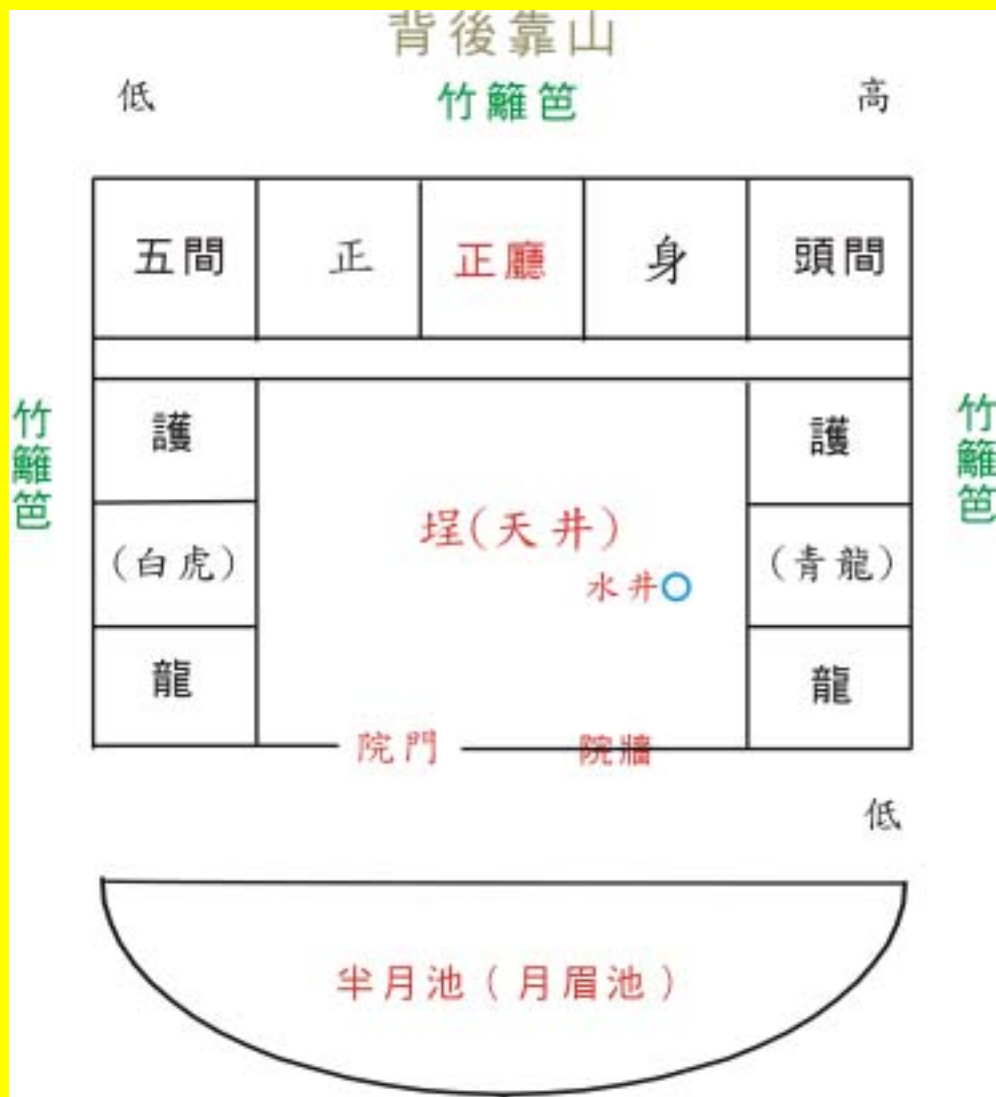 背後靠山
低 竹籬笆 高
五間 正 正廳 身 頭間
竹籬笆
護
(白虎)
龍
埕(天井)
水井
護
(青龍)
龍
竹籬笆
院門 院牆
低
半月池(月眉池)